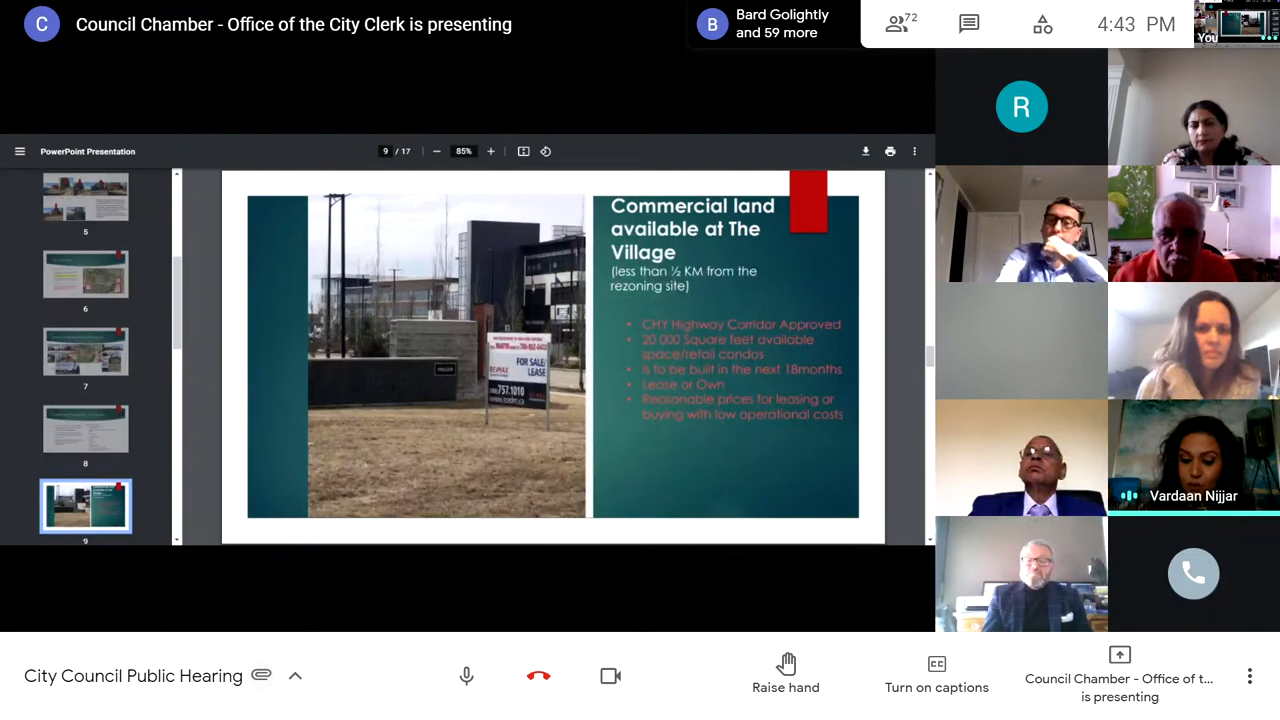 C
Council Chamber - Office of the City Clerk is presenting
B
Bard Golightly
and 59 more
72
4:43 PM
You
R
PowerPoint Presentation
9 / 17
85%
5
6
7
8
9
Commercial land
available at The
Village
(less than ½ KM from the
rezoning site)
• CHY Highway Corridor Approved
• 20 000 Square feet available
space/retail condos
• Is to be built in the next 18months
• Lease or Own
• Reasonable prices for leasing or
buying with low operational costs
FOR SALE/
LEASE
RE/MAX
757.1010
Vardaan Nijjar
City Council Public Hearing
Raise hand
CC
Turn on captions
Council Chamber - Office of t...
is presenting